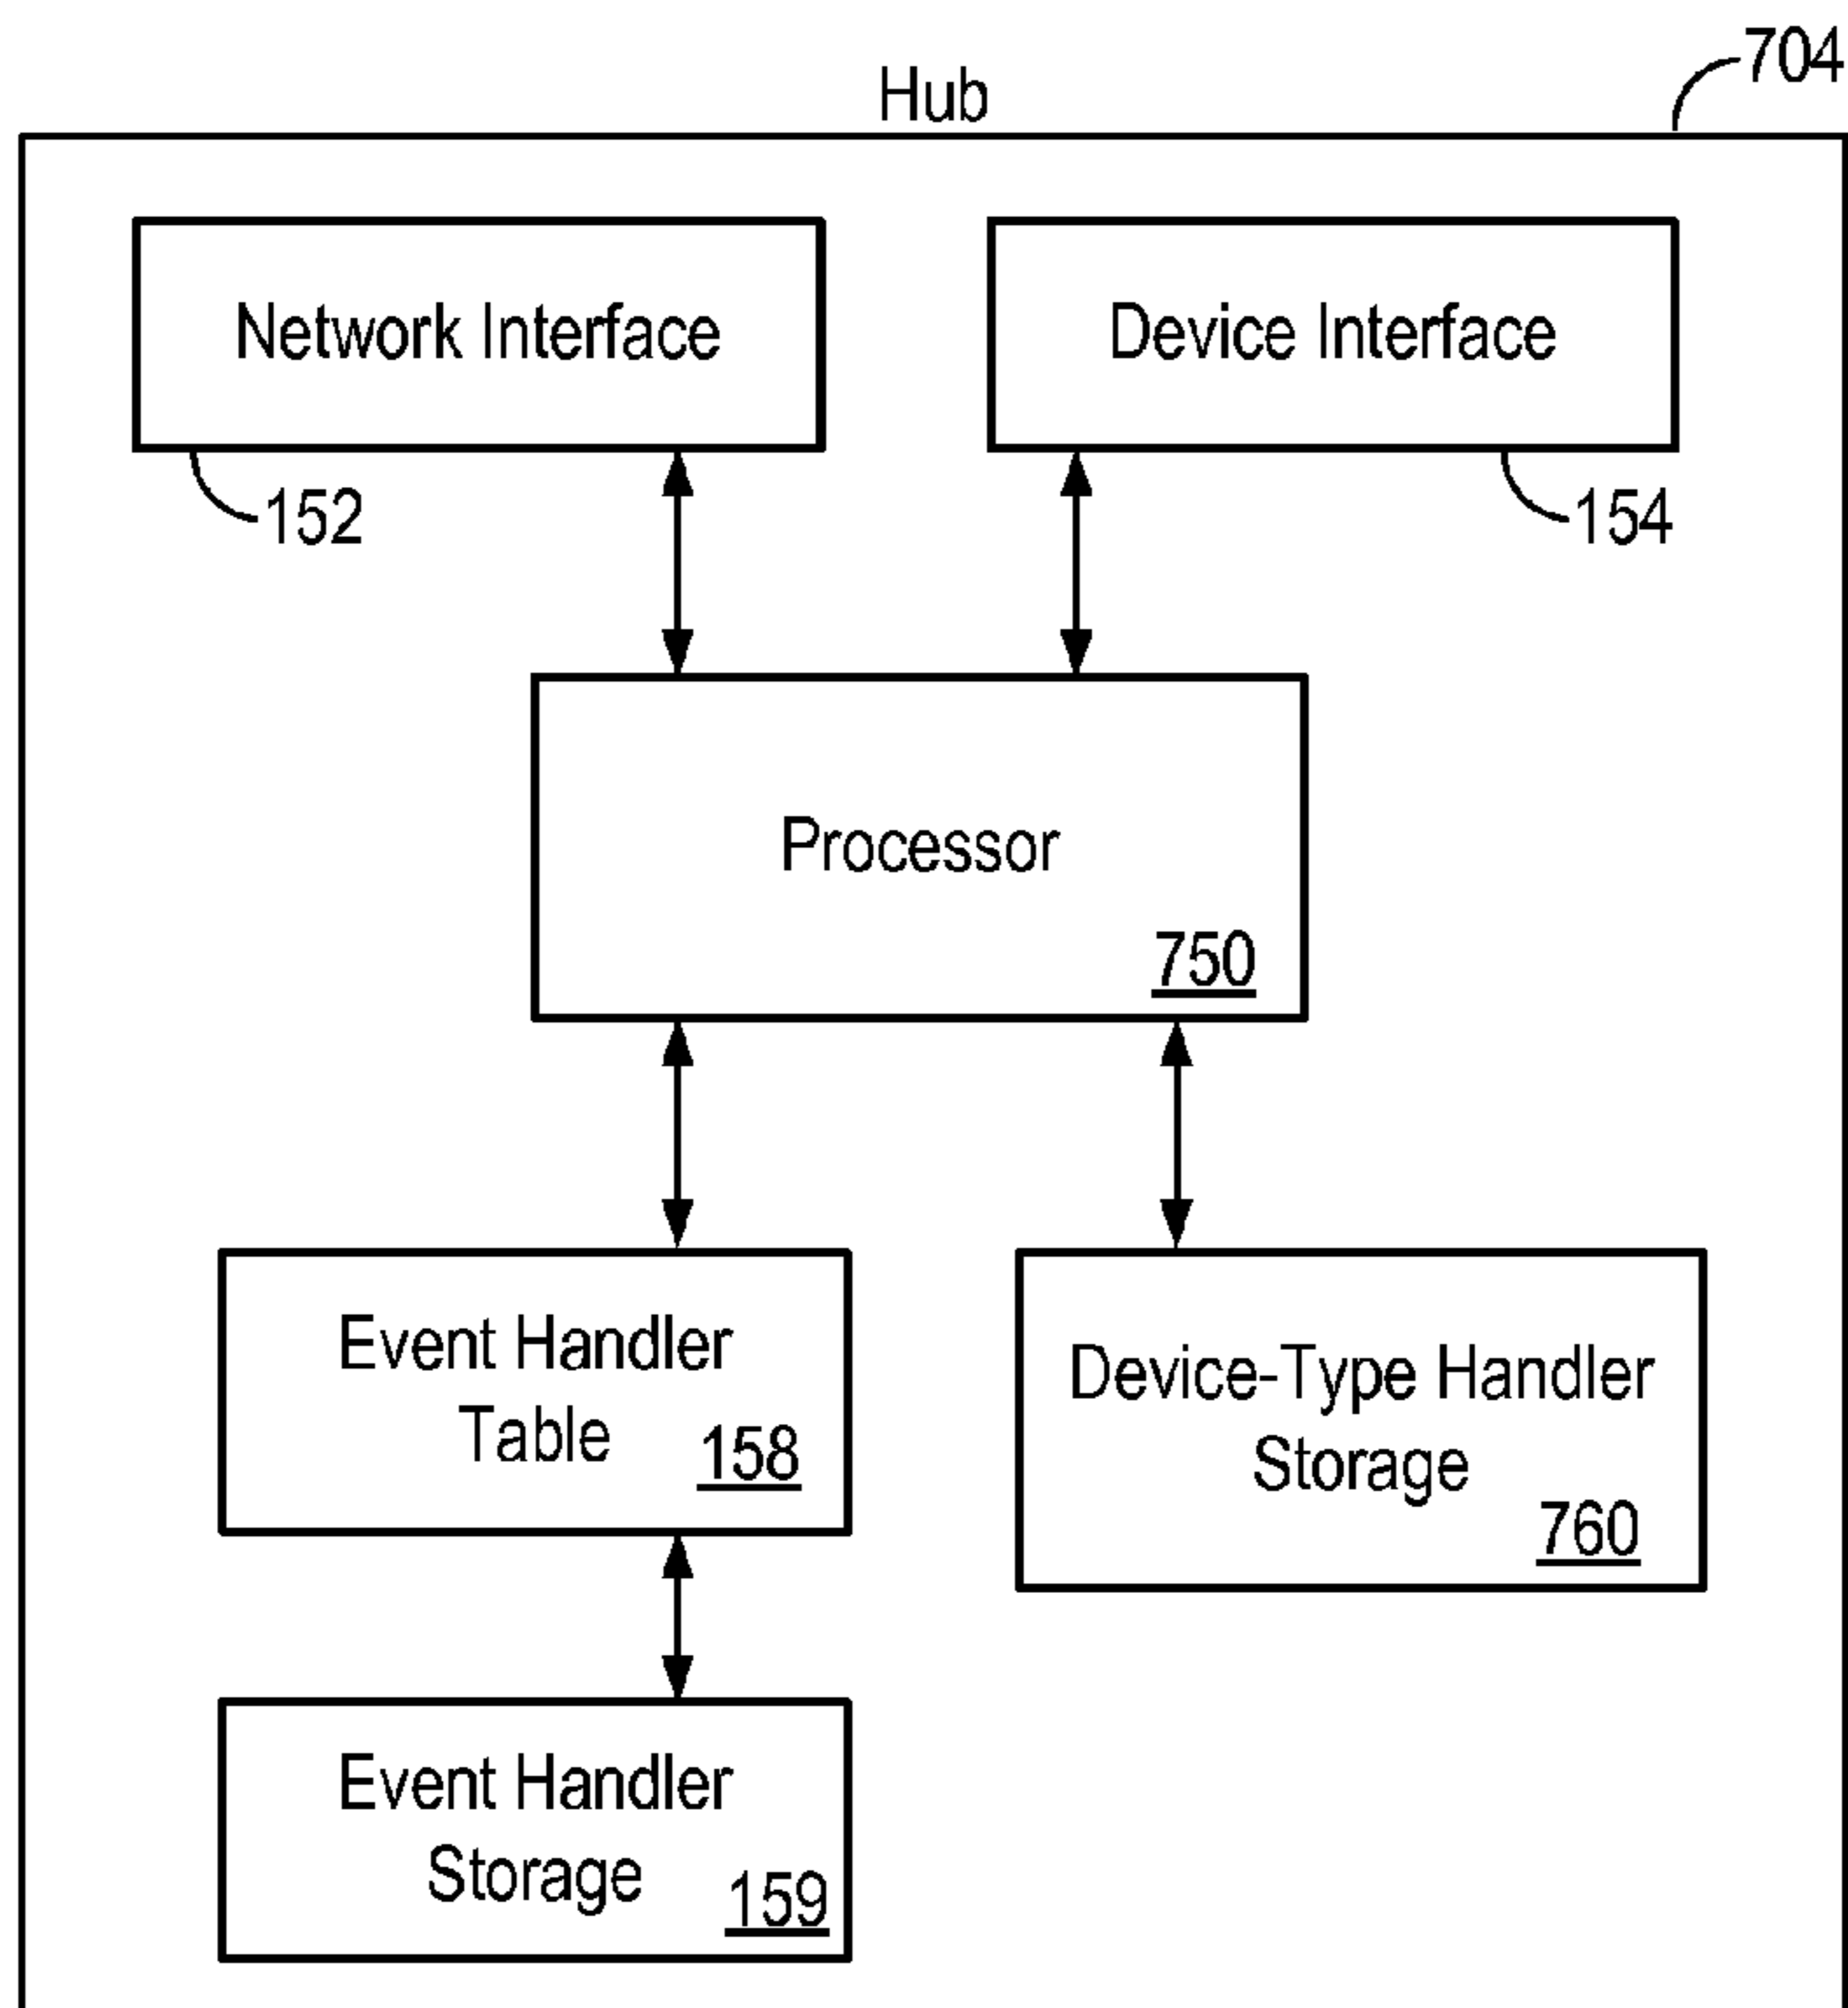 704
Hub
Network Interface
Device Interface
152
154
Processor
750
Event Handler
Table 158
Device-Type Handler
Storage
760
Event Handler
Storage 159